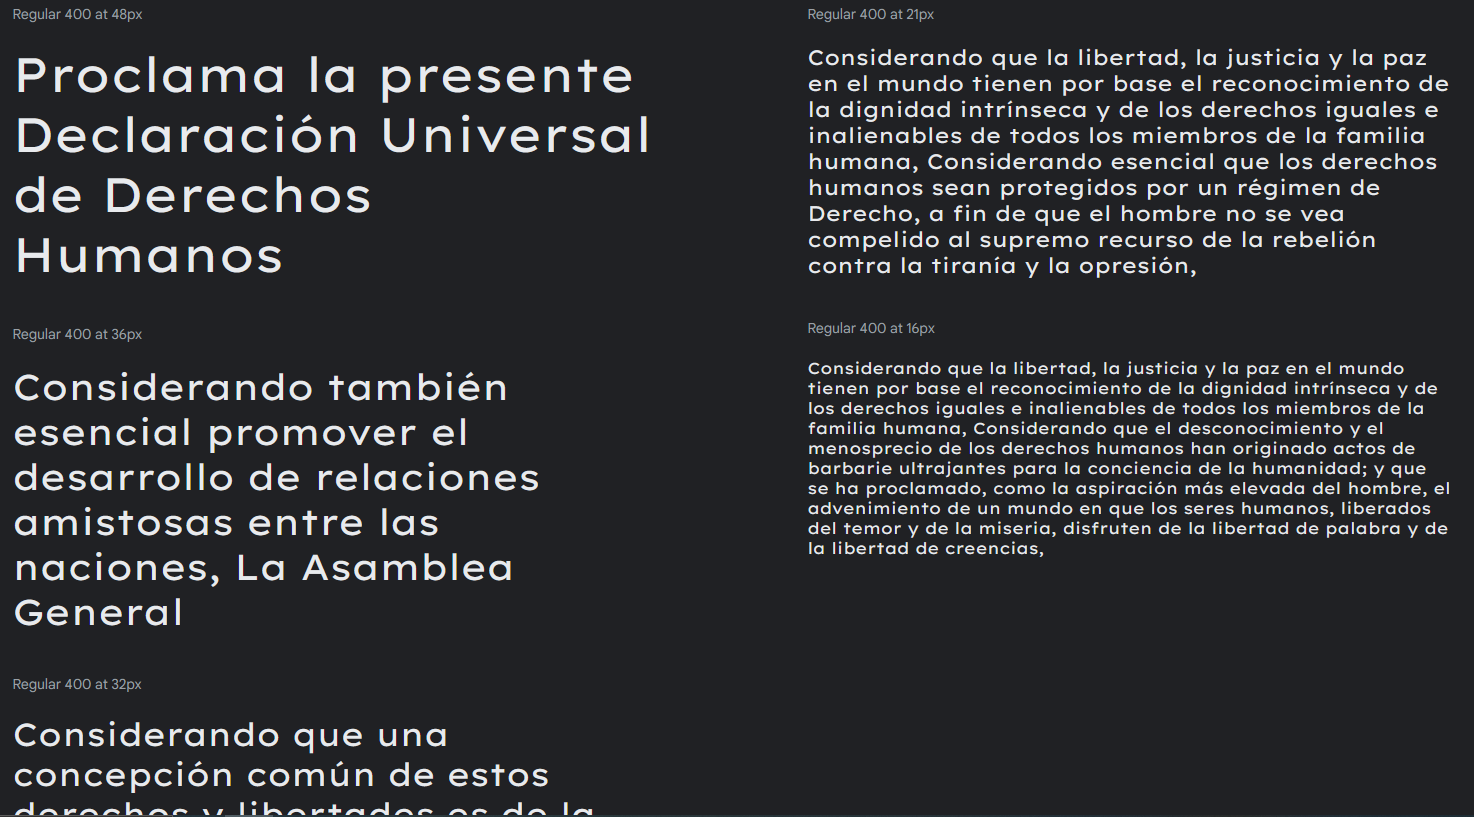 Regular 400 at 48px
Proclama la presente
Declaración Universal
de Derechos
Humanos
Regular 400 at 36px
Considerando también
esencial promover el
desarrollo de relaciones
amistosas entre las
naciones, La Asamblea
General
Regular 400 at 32px
Considerando que una
concepción común de estos
derechos y libertades es de la
Regular 400 at 21px
Considerando que la libertad, la justicia y la paz
en el mundo tienen por base el reconocimiento de
la dignidad intrínseca y de los derechos iguales e
inalienables de todos los miembros de la familia
humana, Considerando esencial que los derechos
humanos sean protegidos por un régimen de
Derecho, a fin de que el hombre no se vea
compelido al supremo recurso de la rebelión
contra la tiranía y la opresión,
Regular 400 at 16px
Considerando que la libertad, la justicia y la paz en el mundo
tienen por base el reconocimiento de la dignidad intrínseca y de
los derechos iguales e inalienables de todos los miembros de la
familia humana, Considerando que el desconocimiento y el
menosprecio de los derechos humanos han originado actos de
barbarie ultrajantes para la conciencia de la humanidad; y que
se ha proclamado, como la aspiración más elevada del hombre, el
advenimiento de un mundo en que los seres humanos, liberados
del temor y de la miseria, disfruten de la libertad de palabra y de
la libertad de creencias,